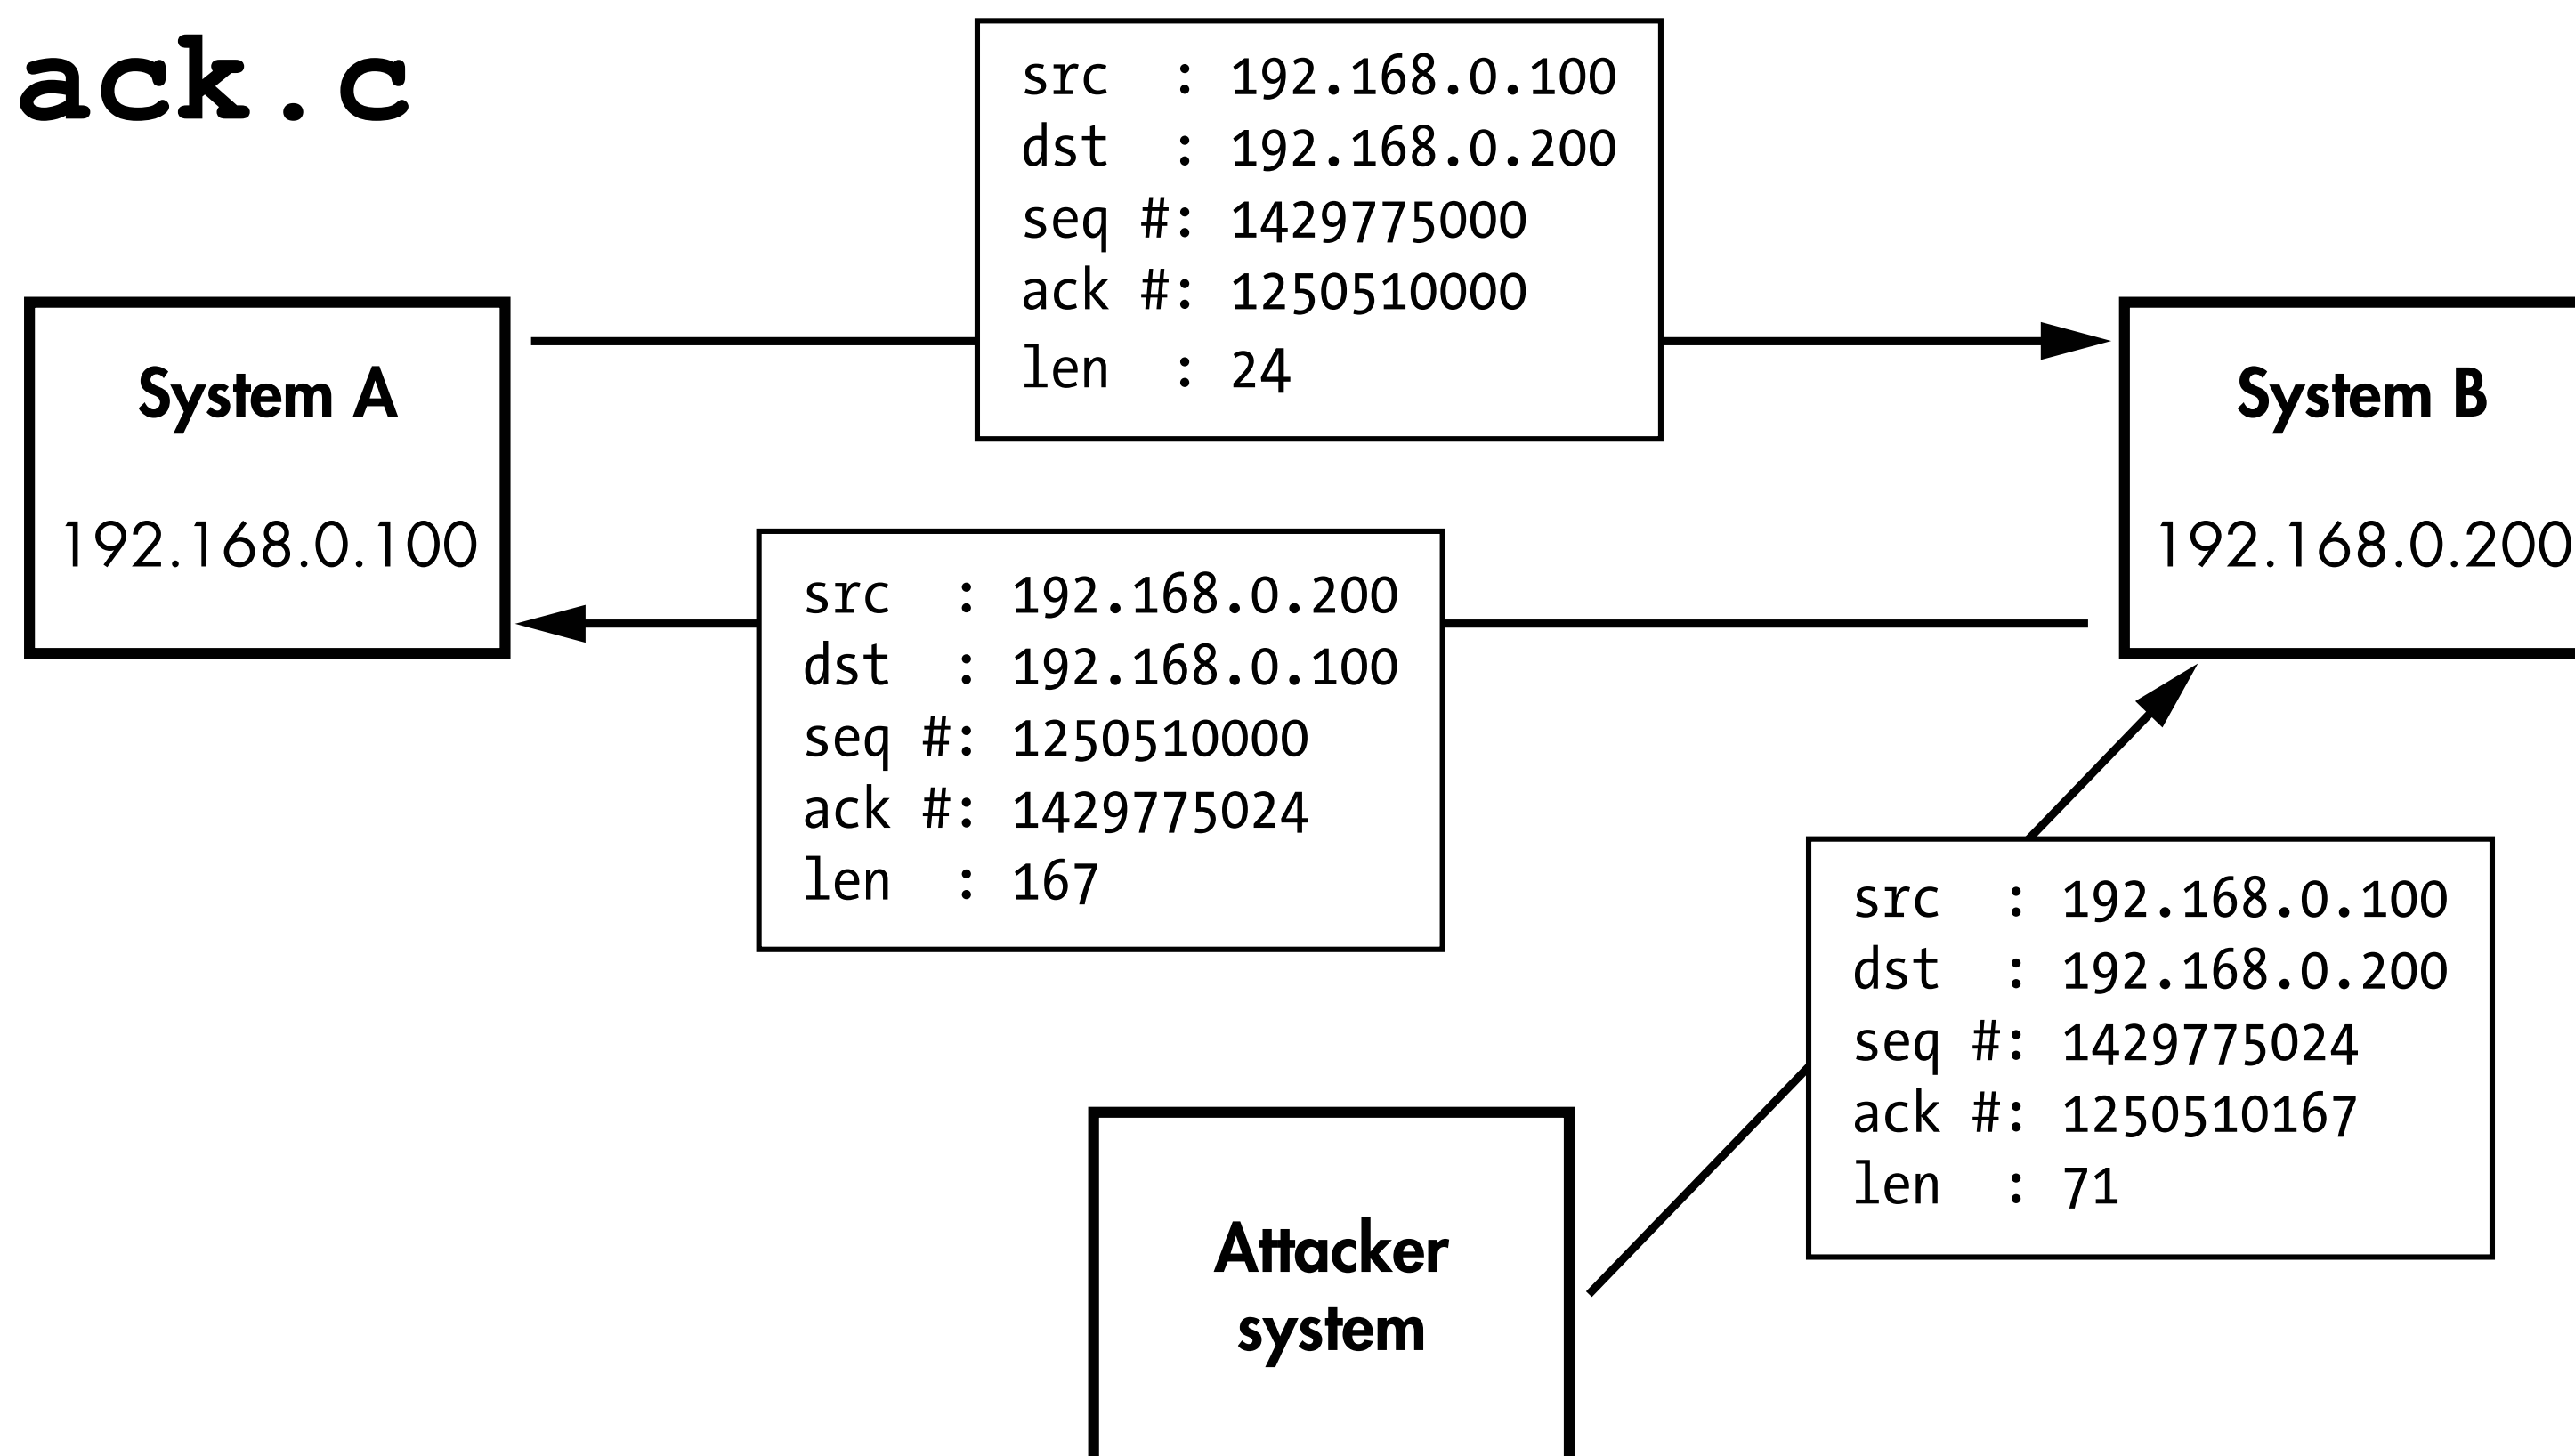 ack.c
src  : 192.168.0.100
dst  : 192.168.0.200
seq #: 1429775000
ack #: 1250510000
len  : 24
System A
192.168.0.100
System B
192.168.0.200
src  : 192.168.0.200
dst  : 192.168.0.100
seq #: 1250510000
ack #: 1429775024
len  : 167
src  : 192.168.0.100
dst  : 192.168.0.200
seq #: 1429775024
ack #: 1250510167
len  : 71
Attacker
system